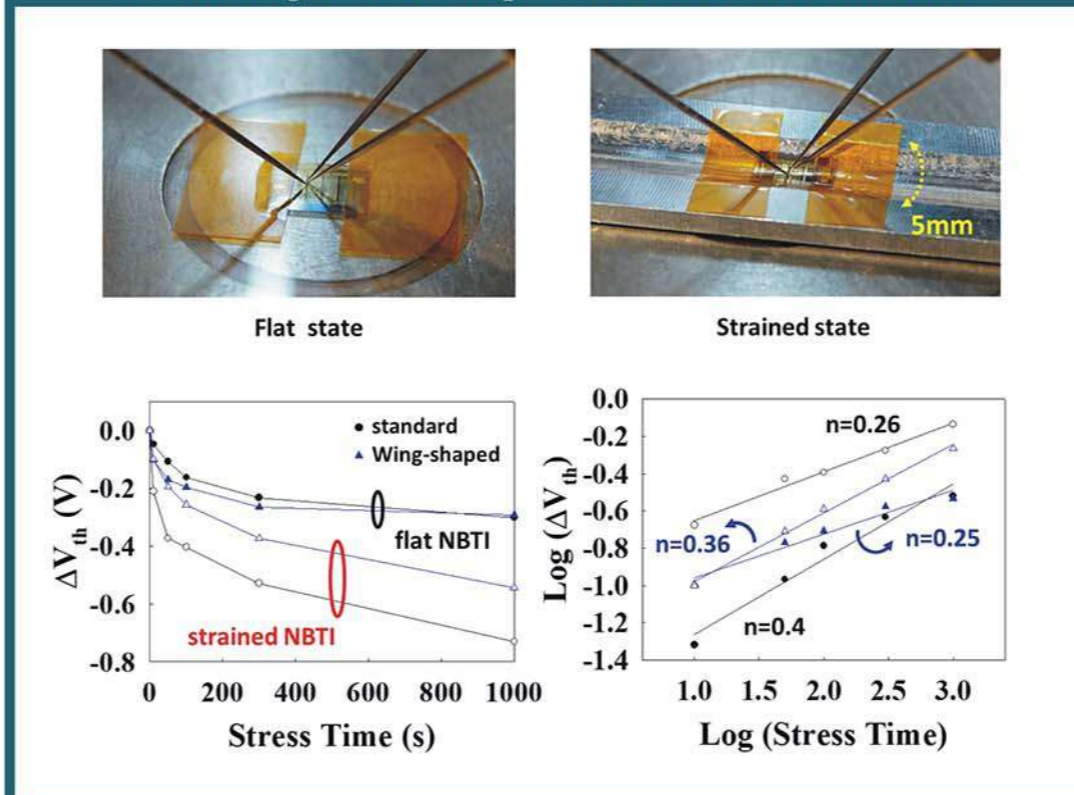 5mm
Flat state
Strained state
standard
Wing-shaped
flat NBTI
strained NBTI
0.0
-0.2
-0.4
-0.6
-0.8
ΔVth (V)
0 200 400 600 800 1000
Stress Time (s)
n=0.26
n=0.36
n=0.25
n=0.4
0.0
-0.2
-0.4
-0.6
-0.8
-1.0
-1.2
-1.4
Log (ΔVth)
1.0 1.5 2.0 2.5 3.0
Log (Stress Time)